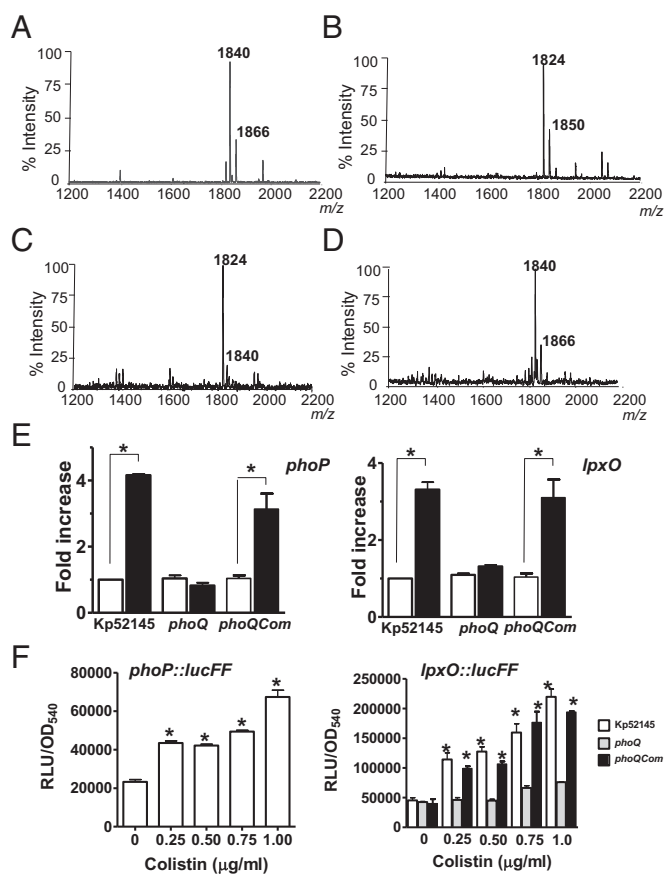 A
% Intensity
100
75
50
25
0
1840
1866
1200 1400 1600 1800 2000 2200
m/z
B
% Intensity
100
75
50
25
0
1824
1850
1200 1400 1600 1800 2000 2200
m/z
C
% Intensity
100
75
50
25
0
1824
1840
1200 1400 1600 1800 2000 2200
m/z
D
% Intensity
100
75
50
25
0
1840
1866
1200 1400 1600 1800 2000 2200
m/z
E
Fold increase
4
2
0
*
*
phoP
Kp52145 phoQ phoQCom
Fold increase
4
2
0
*
*
lpxO
Kp52145 phoQ phoQCom
F
phoP::lucFF
RLU/OD540
80000
60000
40000
20000
0
* * * *
0 0.25 0.50 0.75 1.00
Colistin (µg/ml)
lpxO::lucFF
RLU/OD540
250000
200000
150000
100000
50000
0
* * * * * * * *
0 0.25 0.50 0.75 1.0
Colistin (µg/ml)
Kp52145
phoQ
phoQCom